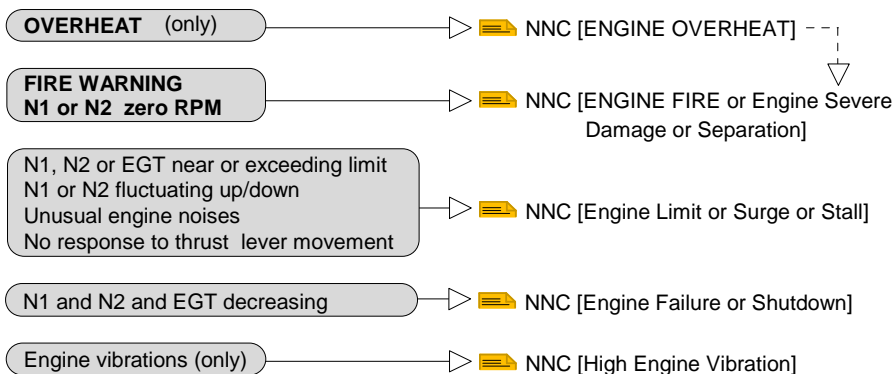 OVERHEAT (only)
NNC [ENGINE OVERHEAT]
FIRE WARNING
N1 or N2 zero RPM
NNC [ENGINE FIRE or Engine Severe
Damage or Separation]
N1, N2 or EGT near or exceeding limit
N1 or N2 fluctuating up/down
Unusual engine noises
No response to thrust lever movement
NNC [Engine Limit or Surge or Stall]
N1 and N2 and EGT decreasing
NNC [Engine Failure or Shutdown]
Engine vibrations (only)
NNC [High Engine Vibration]